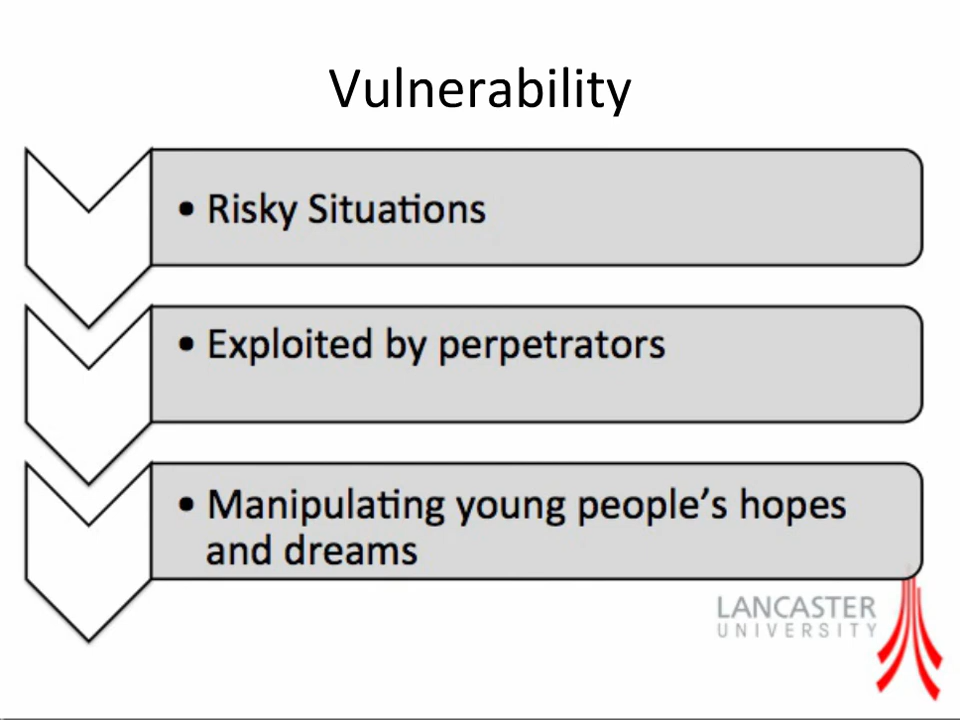 Vulnerability
• Risky Situations
• Exploited by perpetrators
• Manipulating young people’s hopes
and dreams
LANCASTER
UNIVERSITY